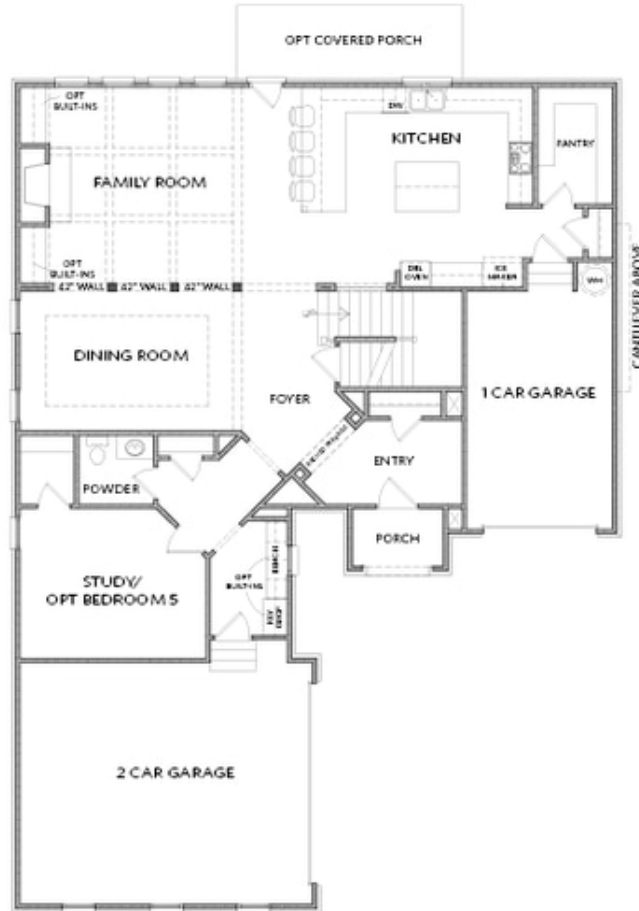 OPT COVERED PORCH
OPT
BUILT-INS
DW
KITCHEN
PANTRY
FAMILY ROOM
OPT
BUILT-INS
42" WALL
42" WALL
42" WALL
DBL
OVEN
CANTILEVER ABOVE
DINING ROOM
FOYER
1 CAR GARAGE
ENTRY
POWDER
PORCH
BENCH
STUDY/
OPT BEDROOM 5
OPT
BUILT-INS
KEY
DROP
2 CAR GARAGE